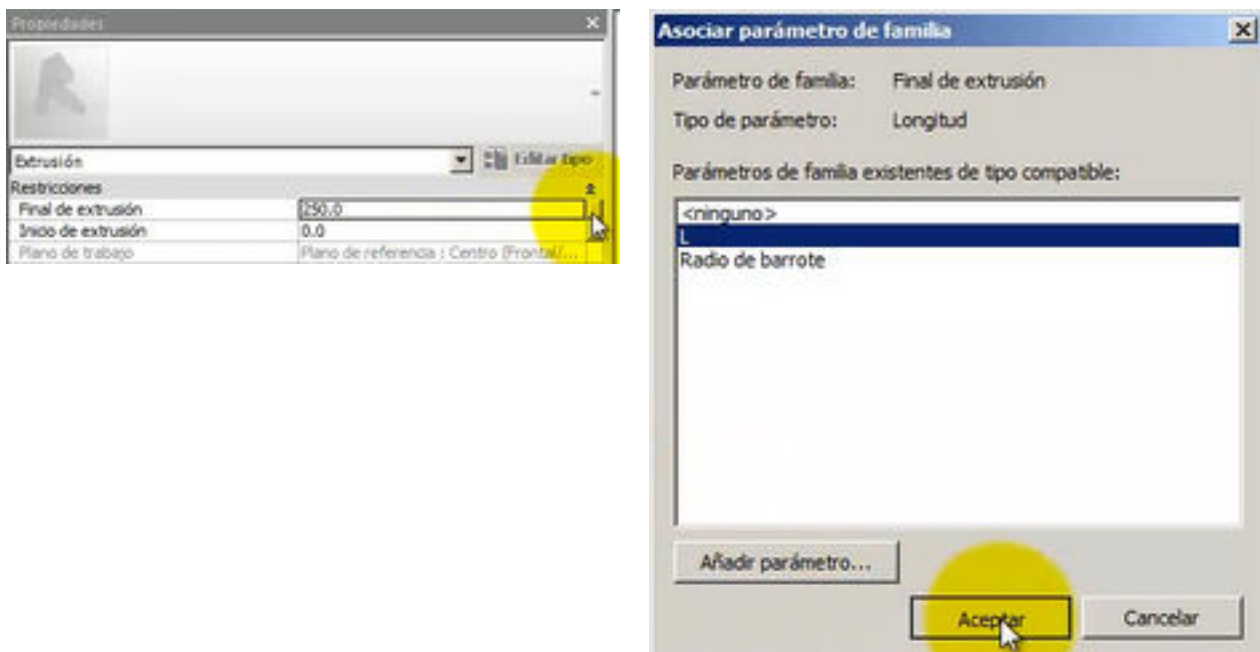 Propiedades
Extrusión
Editar tipo
Restricciones
Final de extrusión 250.0
Inicio de extrusión 0.0
Plano de trabajo Plano de referencia : Centro (Frontal/...
Asociar parámetro de familia
Parámetro de familia: Final de extrusión
Tipo de parámetro: Longitud
Parámetros de familia existentes de tipo compatible:
<ninguno>
L
Radio de barrote
Añadir parámetro...
Aceptar Cancelar